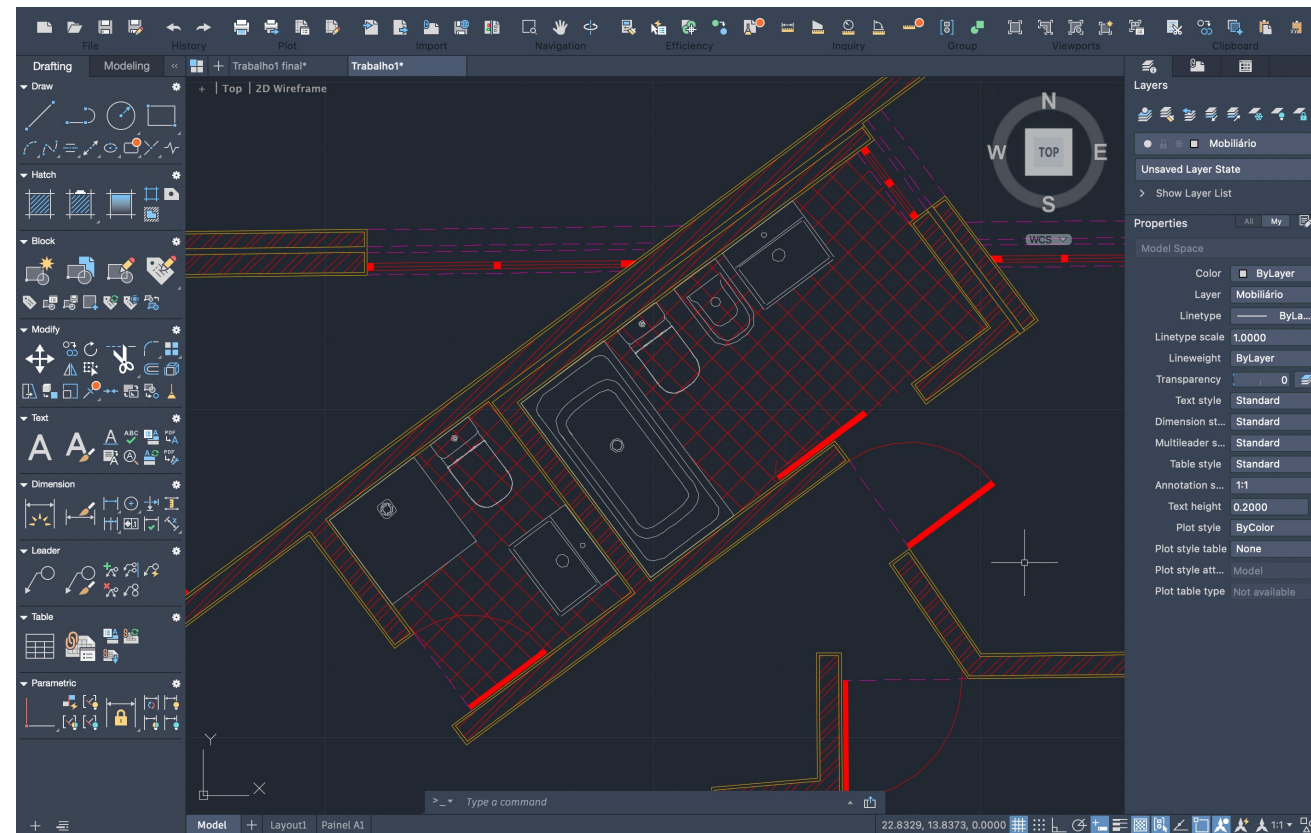 File History Plot Import Navigation Efficiency Inquiry Group Viewports Clipboard
Drafting Modeling
Trabalho1 final* Trabalho1*
+ | Top | 2D Wireframe
Draw
Hatch
Block
Modify
Text
A A A ABC PDF
PDF
Dimension
Leader
Table
Parametric
N
W TOP E
S
WCS
Y
X
>_ Type a command
Model + Layout1 Painel A1
22.8329, 13.8373, 0.0000
1:1
Layers
Mobiliário
Unsaved Layer State
> Show Layer List
Properties All My
Model Space
Color ByLayer
Layer Mobiliário
Linetype ByLa...
Linetype scale 1.0000
Lineweight ByLayer
Transparency 0
Text style Standard
Dimension st... Standard
Multileader s... Standard
Table style Standard
Annotation s... 1:1
Text height 0.2000
Plot style ByColor
Plot style table None
Plot style att... Model
Plot table type Not available